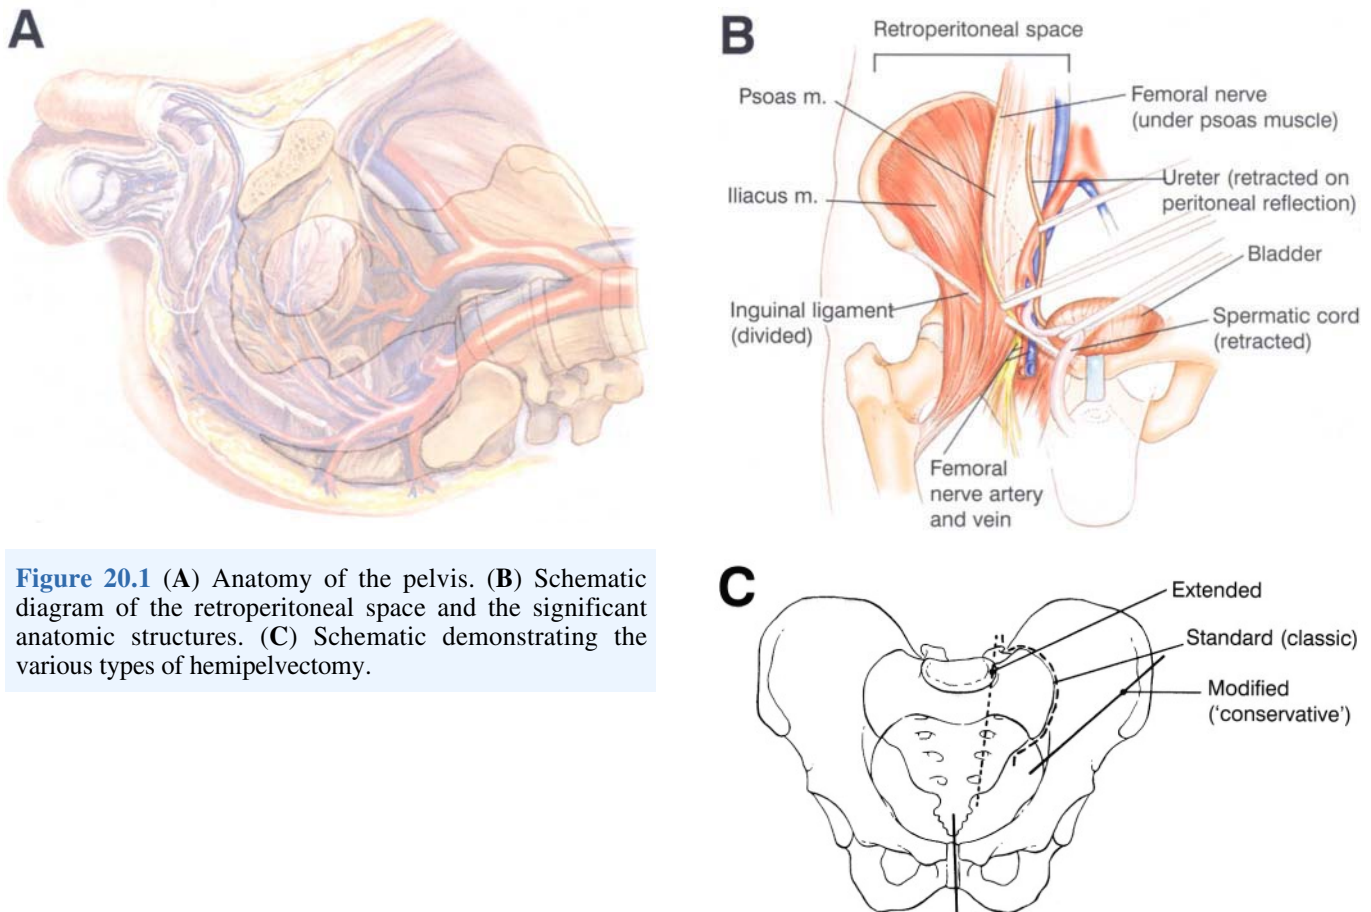 A
B
Retroperitoneal space
Psoas m.
Femoral nerve
(under psoas muscle)
Iliacus m.
Ureter (retracted on
peritoneal reflection)
Bladder
Inguinal ligament
(divided)
Spermatic cord
(retracted)
Femoral
nerve artery
and vein
Figure 20.1 (A) Anatomy of the pelvis. (B) Schematic
diagram of the retroperitoneal space and the significant
anatomic structures. (C) Schematic demonstrating the
various types of hemipelvectomy.
C
Extended
Standard (classic)
Modified
(‘conservative’)